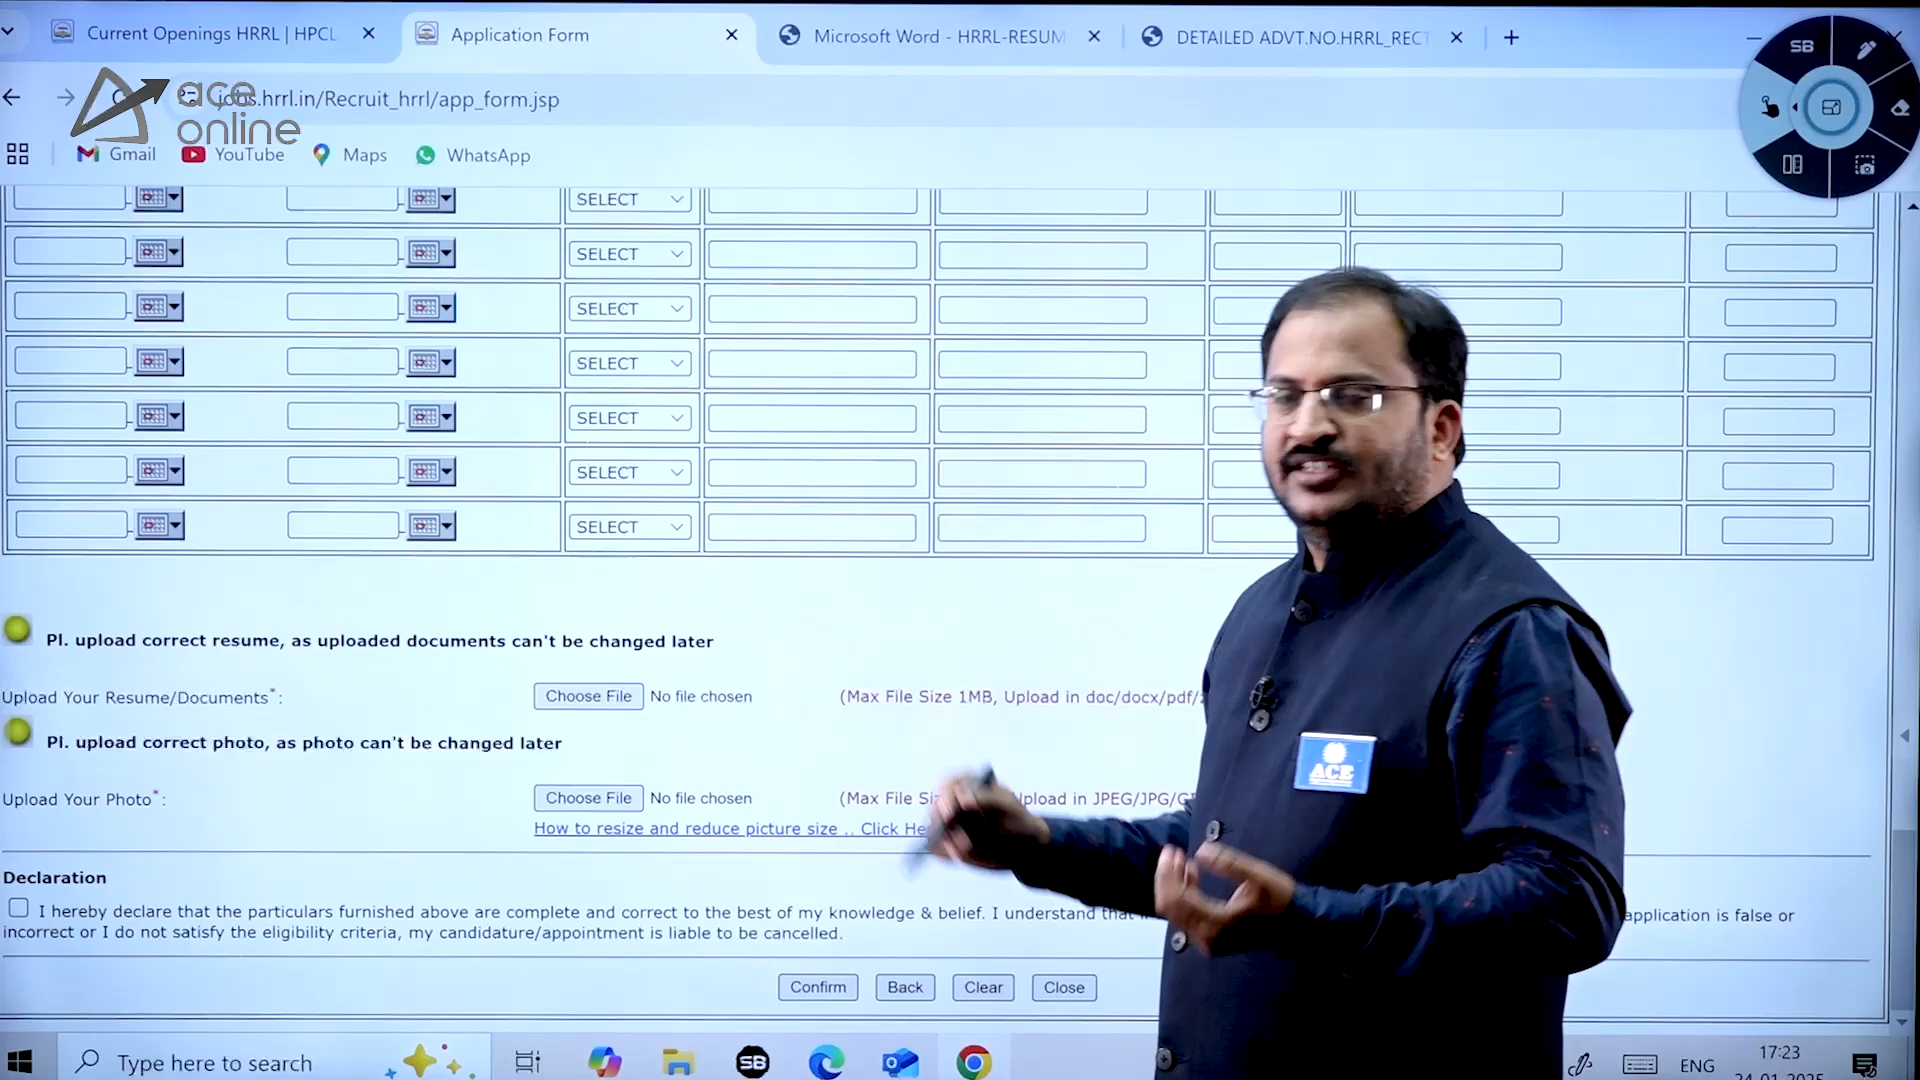 Current Openings HRRL | HPCL
Application Form
Microsoft Word - HRRL-RESUM
DETAILED ADVT.NO.HRRL_RECT
SB
ace
online
jobs.hrrl.in/Recruit_hrrl/app_form.jsp
Gmail
YouTube
Maps
WhatsApp
SELECT
SELECT
SELECT
SELECT
SELECT
SELECT
SELECT
Pl. upload correct resume, as uploaded documents can't be changed later
Upload Your Resume/Documents*: Choose File No file chosen (Max File Size 1MB, Upload in doc/docx/pdf/
Pl. upload correct photo, as photo can't be changed later
Upload Your Photo*: Choose File No file chosen (Max File Upload in JPEG/JPG/
How to resize and reduce picture size .. Click
ACE
Declaration
I hereby declare that the particulars furnished above are complete and correct to the best of my knowledge & belief. I understand that application is false or
incorrect or I do not satisfy the eligibility criteria, my candidature/appointment is liable to be cancelled.
Confirm Back Clear Close
Type here to search
SB
ENG
17:23
24-01-2025